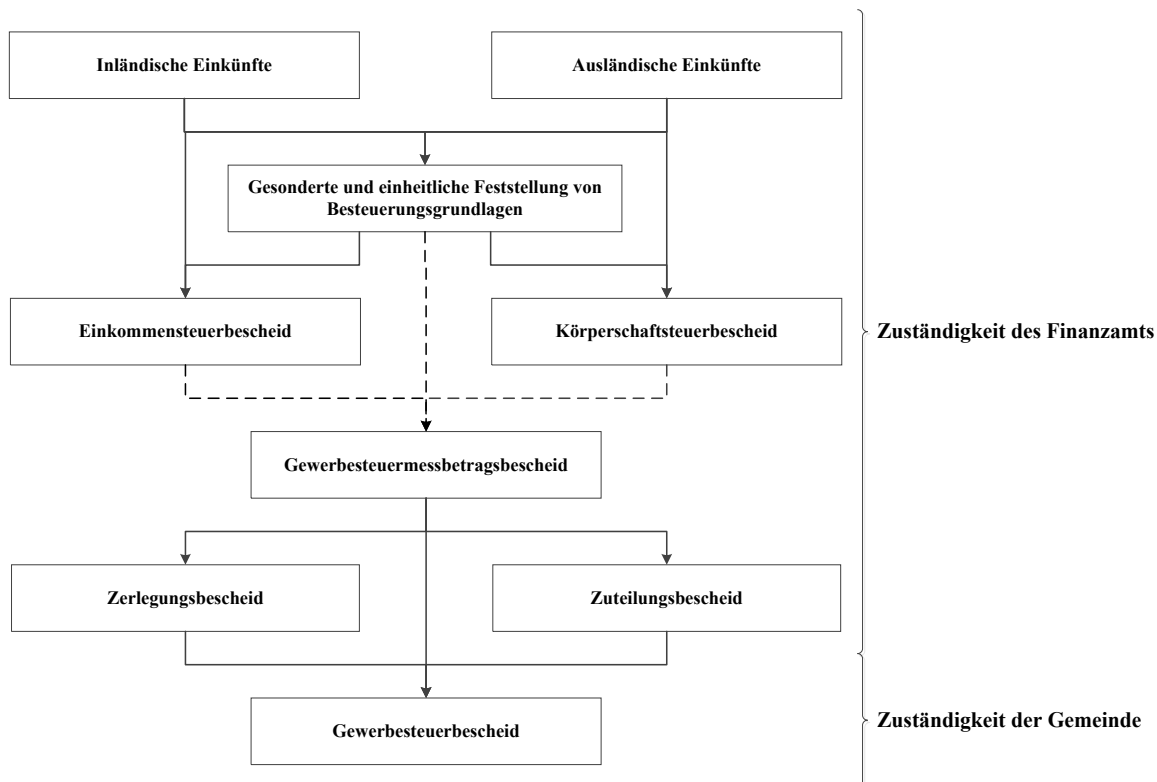 Inländische Einkünfte
Ausländische Einkünfte
Gesonderte und einheitliche Feststellung von
Besteuerungsgrundlagen
Einkommensteuerbescheid
Körperschaftsteuerbescheid
Zuständigkeit des Finanzamts
Gewerbesteuermessbetragsbescheid
Zerlegungsbescheid
Zuteilungsbescheid
Gewerbesteuerbescheid
Zuständigkeit der Gemeinde